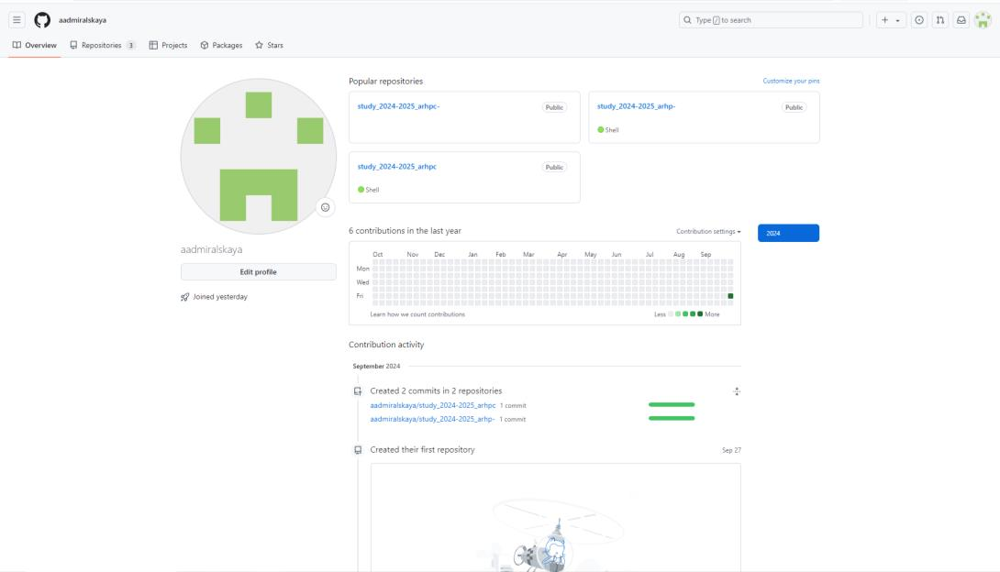 aadmiralskaya
Type / to search
Overview Repositories 3 Projects Packages Stars
Popular repositories Customize your pins
study_2024-2025_arhpc- Public
study_2024-2025_arhp- Public
Shell
study_2024-2025_arhpc Public
Shell
6 contributions in the last year Contribution settings 2024
Oct Nov Dec Jan Feb Mar Apr May Jun Jul Aug Sep
Mon
Wed
Fri
Learn how we count contributions Less More
aadmiralskaya
Edit profile
Joined yesterday
Contribution activity
September 2024
Created 2 commits in 2 repositories
aadmiralskaya/study_2024-2025_arhpc 1 commit
aadmiralskaya/study_2024-2025_arhp- 1 commit
Created their first repository Sep 27